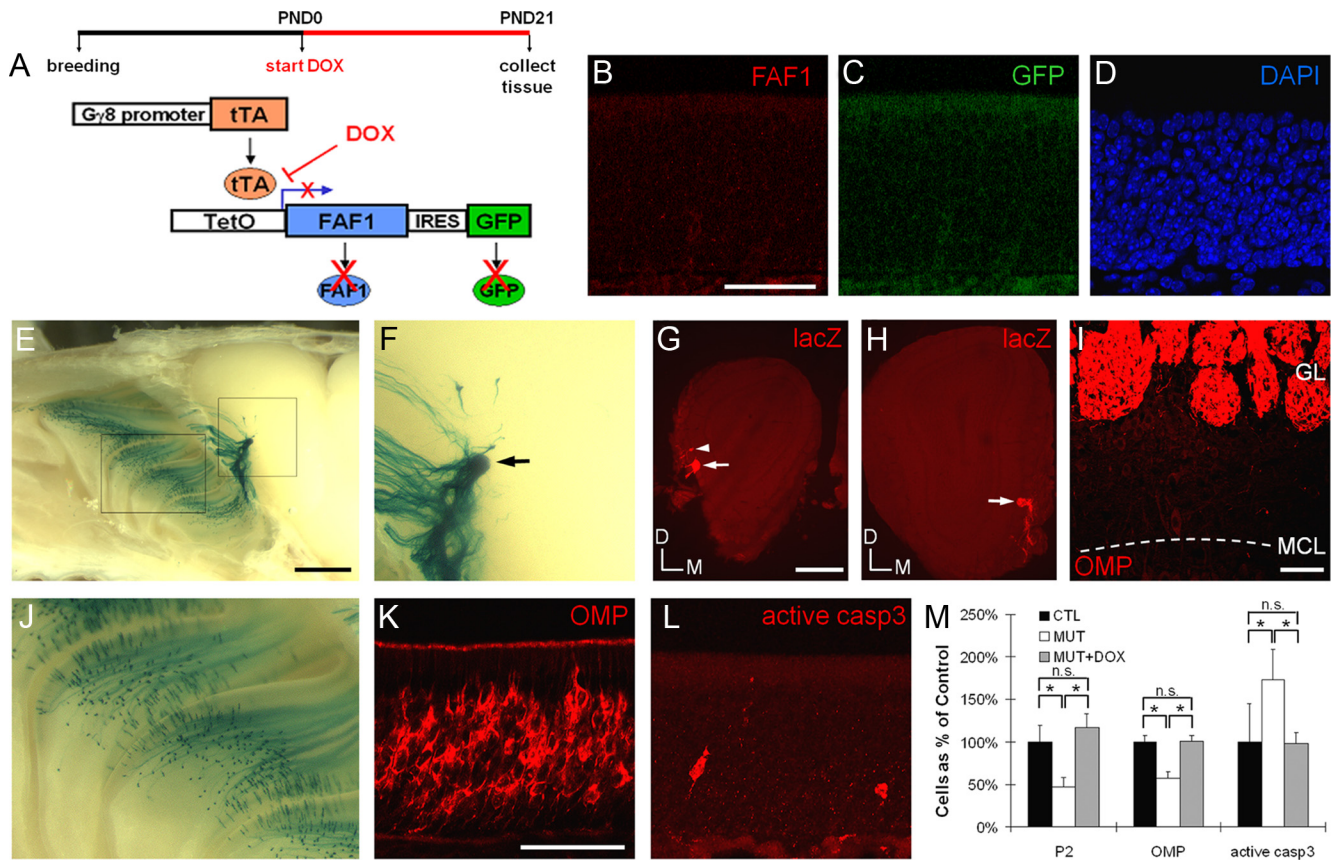 PND0
PND21
A
breeding
start DOX
collect
tissue
Gγ8 promoter
tTA
DOX
tTA
X
TetO
FAF1
IRES
GFP
FAF1
GFP
B
FAF1
C
GFP
D
DAPI
E
F
G
lacZ
D
M
H
lacZ
D
M
I
GL
MCL
OMP
J
K
OMP
L
active casp3
M
Cells as % of Control
250%
200%
150%
100%
50%
0%
CTL
MUT
MUT+DOX
n.s.
* *
n.s.
* *
n.s.
* *
P2
OMP
active casp3